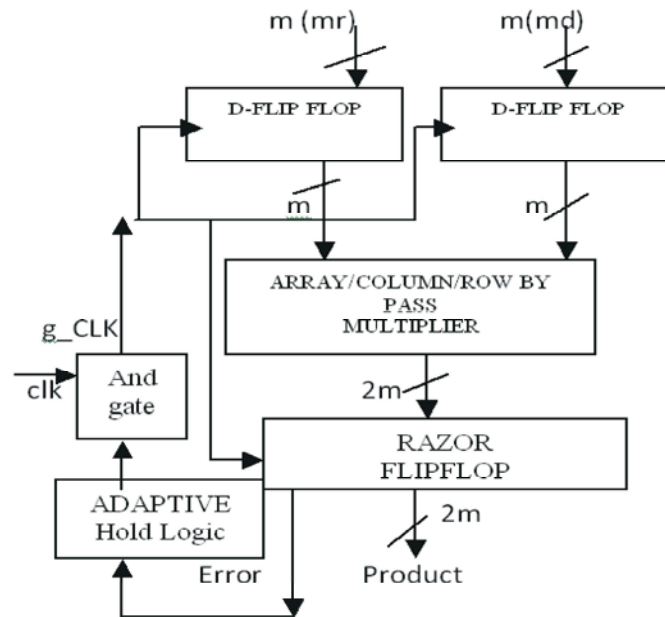 m (mr)
m(md)
D-FLIP FLOP
D-FLIP FLOP
m
m
ARRAY/COLUMN/ROW BY
PASS
MULTIPLIER
g_CLK
clk
And
gate
2m
RAZOR
FLIPFLOP
ADAPTIVE
Hold Logic
2m
Error
Product